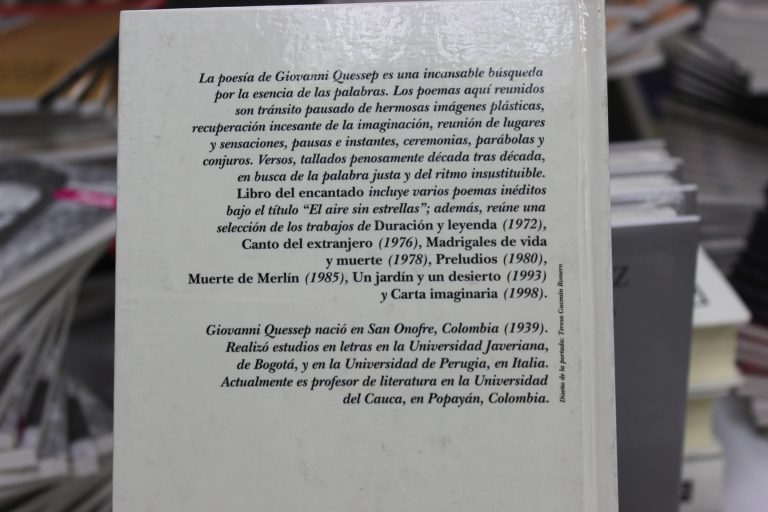 La poesía de Giovanni Quessep es una incansable búsqueda
por la esencia de las palabras. Los poemas aquí reunidos
son tránsito pausado de hermosas imágenes plásticas,
recuperación incesante de la imaginación, reunión de lugares
y sensaciones, pausas e instantes, ceremonias, parábolas y
conjuros. Versos, tallados penosamente década tras década,
en busca de la palabra justa y del ritmo insustituible.
Libro del encantado incluye varios poemas inéditos
bajo el título “El aire sin estrellas”; además, reúne una
selección de los trabajos de Duración y leyenda (1972),
Canto del extranjero (1976), Madrigales de vida
y muerte (1978), Preludios (1980),
Muerte de Merlín (1985), Un jardín y un desierto (1993)
y Carta imaginaria (1998).
Giovanni Quessep nació en San Onofre, Colombia (1939).
Realizó estudios en letras en la Universidad Javeriana,
de Bogotá, y en la Universidad de Perugia, en Italia.
Actualmente es profesor de literatura en la Universidad
del Cauca, en Popayán, Colombia.
Diseño de la portada: Teresa Guzmán Romero
Z